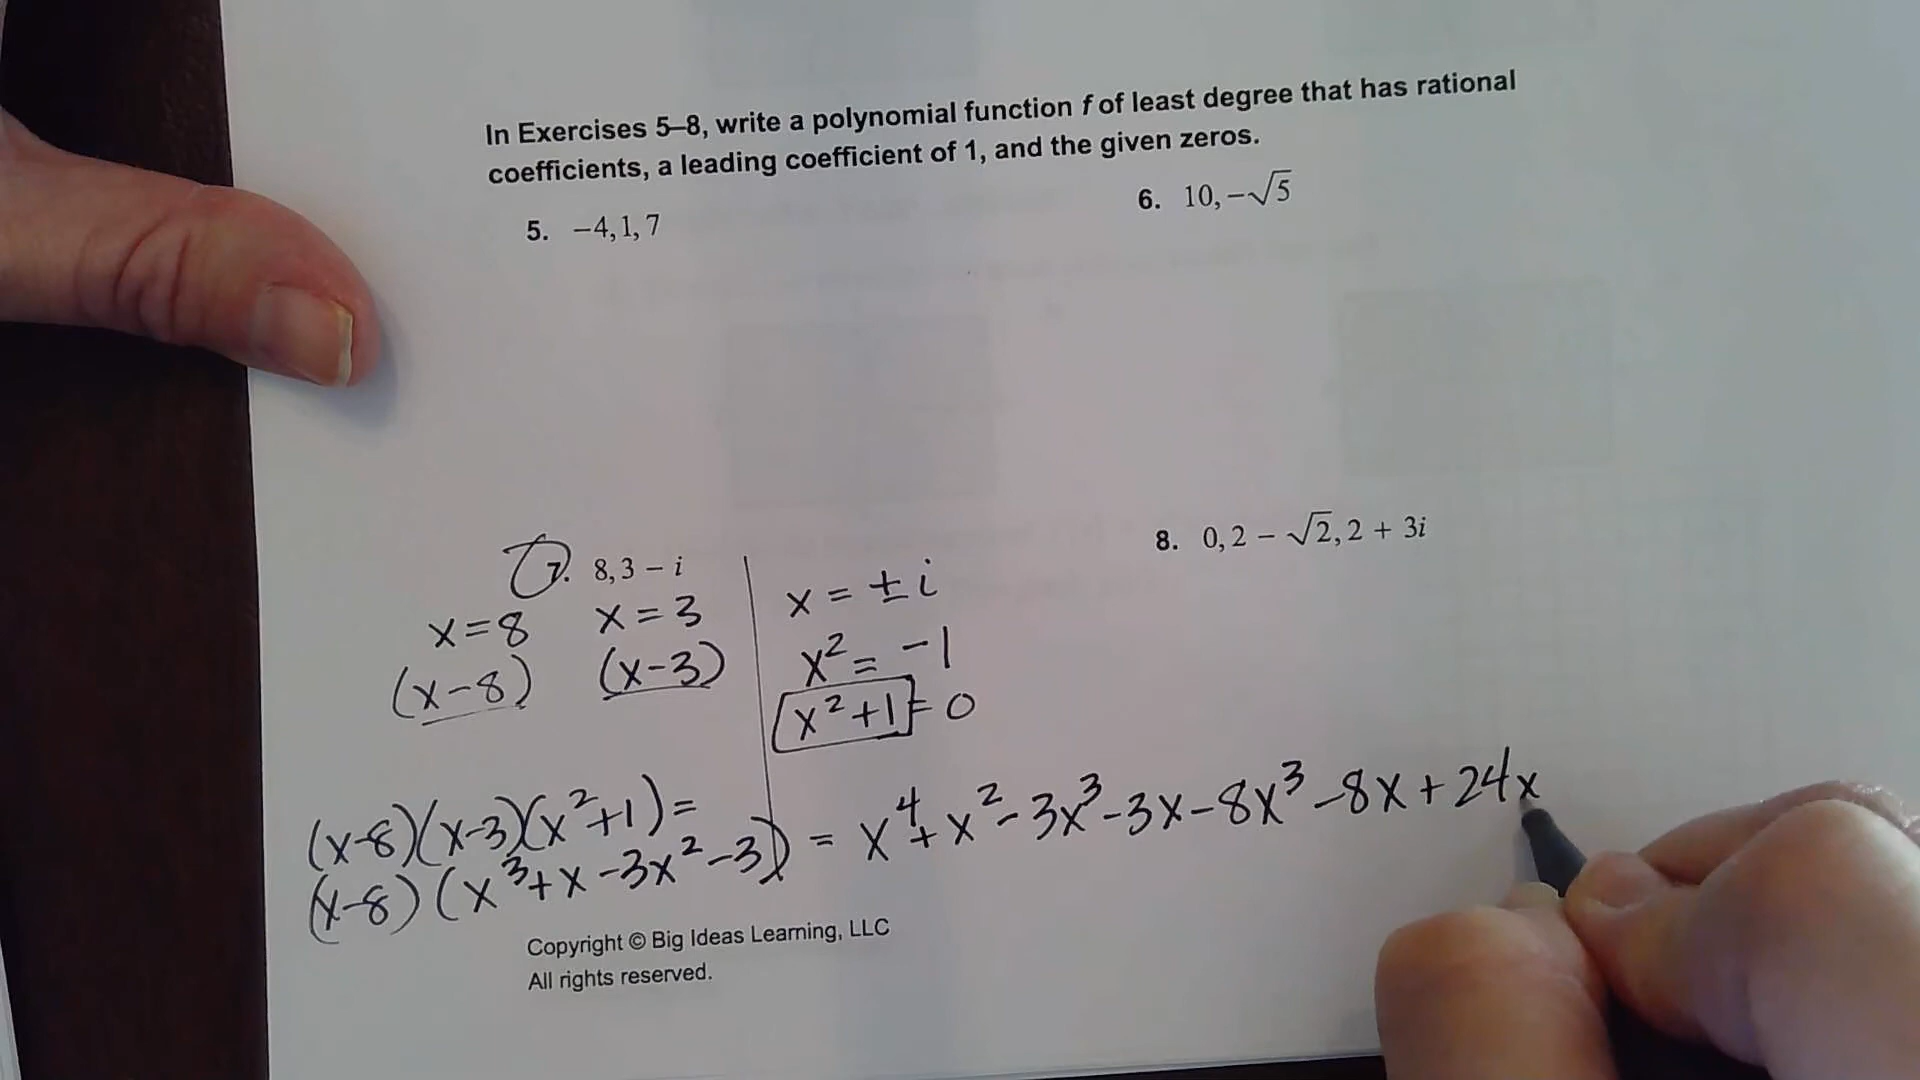 In Exercises 5–8, write a polynomial function f of least degree that has rational
coefficients, a leading coefficient of 1, and the given zeros.
5. −4, 1, 7
6. 10, −√5
7. 8, 3 − i
x = 8 x = 3
(x-8) (x-3)
x = ± i
x² = -1
x²+1 = 0
8. 0, 2 − √2, 2 + 3i
(x-8)(x-3)(x²+1) =
(x-8)(x³+x-3x²-3) = x⁴+x²-3x³-3x-8x³-8x+24x
Copyright © Big Ideas Learning, LLC
All rights reserved.